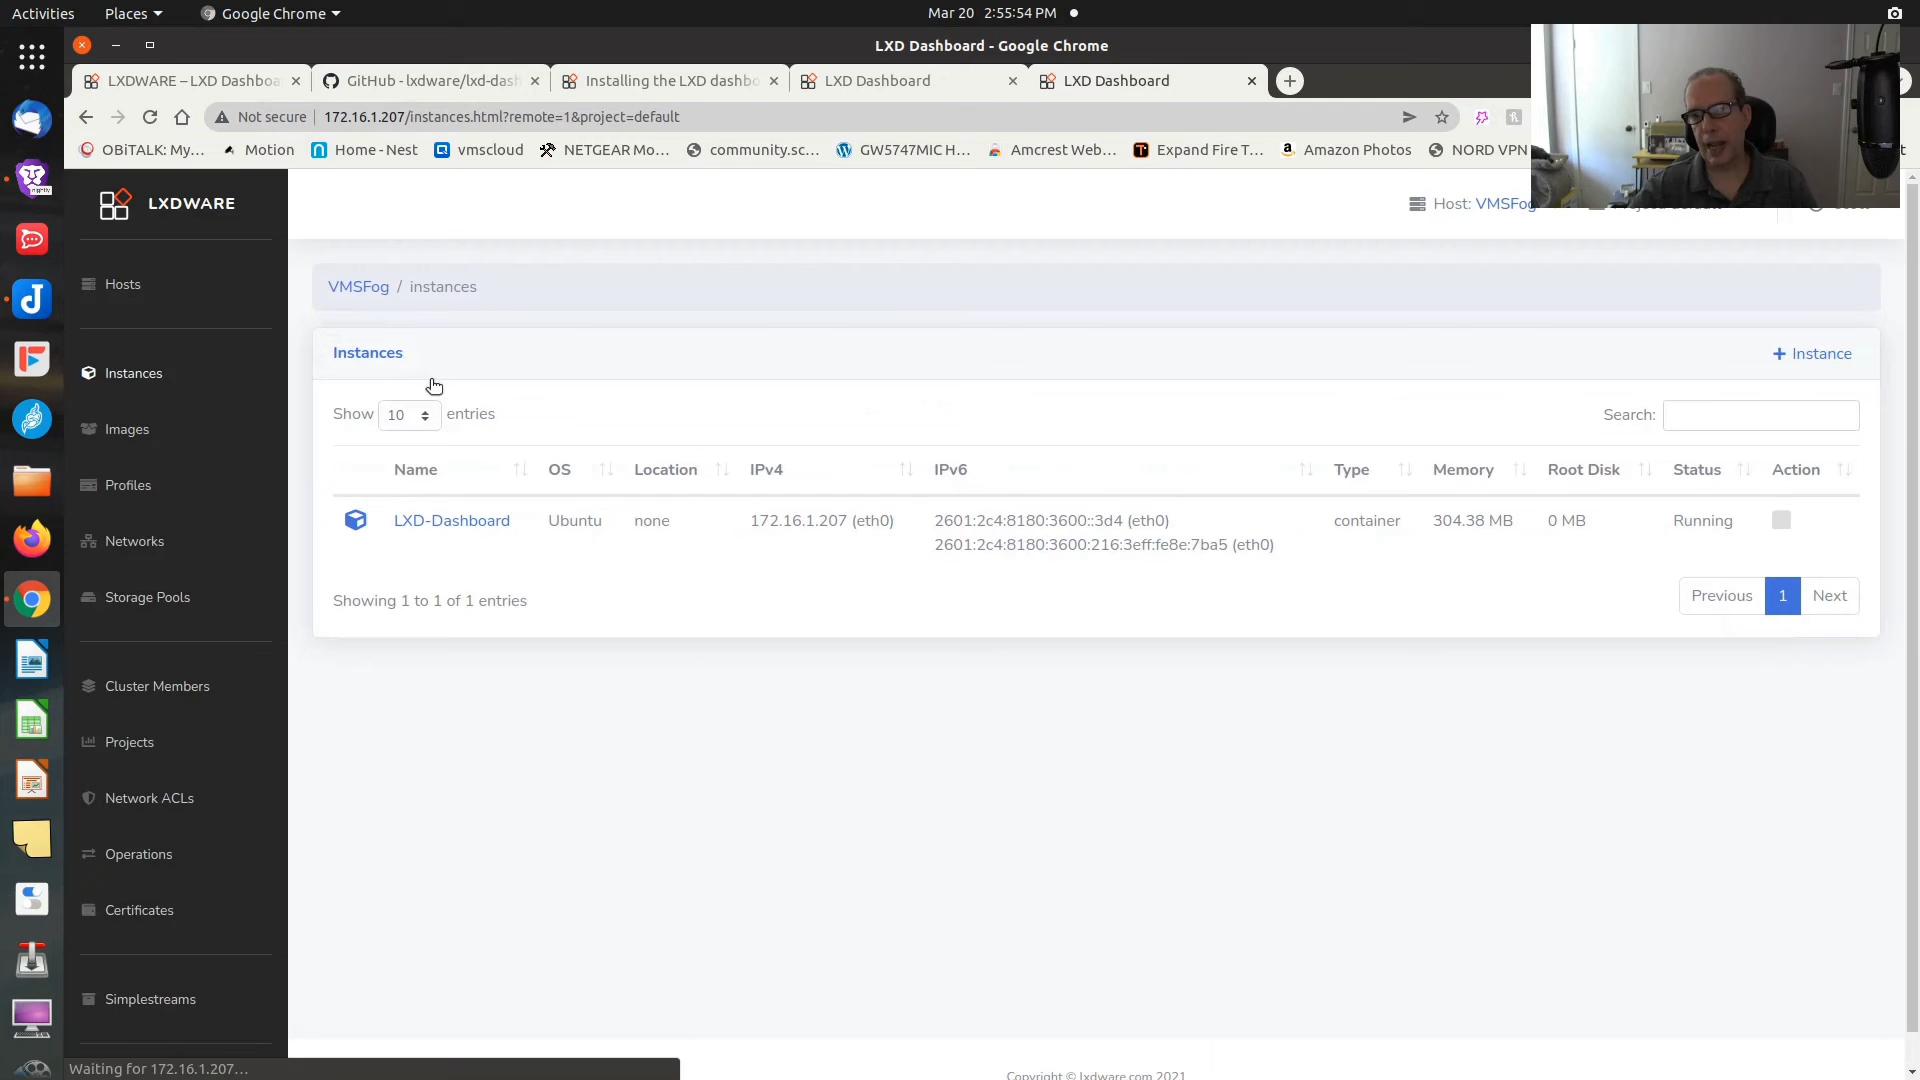 Activities Places Google Chrome Mar 20 2:55:54 PM
LXD Dashboard - Google Chrome
LXDWARE – LXD Dashboa GitHub - lxdware/lxd-dash Installing the LXD dashbo LXD Dashboard LXD Dashboard
Not secure 172.16.1.207/instances.html?remote=1&project=default
OBiTALK: My... Motion Home - Nest vmscloud NETGEAR Mo... community.sc... GW5747MIC H... Amcrest Web... Expand Fire T... Amazon Photos NORD VPN
LXDWARE
Host: VMSFog
Hosts
VMSFog / instances
Instances
Images
Profiles
Networks
Storage Pools
Cluster Members
Projects
Network ACLs
Operations
Certificates
Simplestreams
Instances + Instance
Show 10 entries Search:
Name OS Location IPv4 IPv6 Type Memory Root Disk Status Action
LXD-Dashboard Ubuntu none 172.16.1.207 (eth0) 2601:2c4:8180:3600::3d4 (eth0) container 304.38 MB 0 MB Running
2601:2c4:8180:3600:216:3eff:fe8e:7ba5 (eth0)
Showing 1 to 1 of 1 entries Previous 1 Next
Waiting for 172.16.1.207...
Copyright © lxdware.com 2021